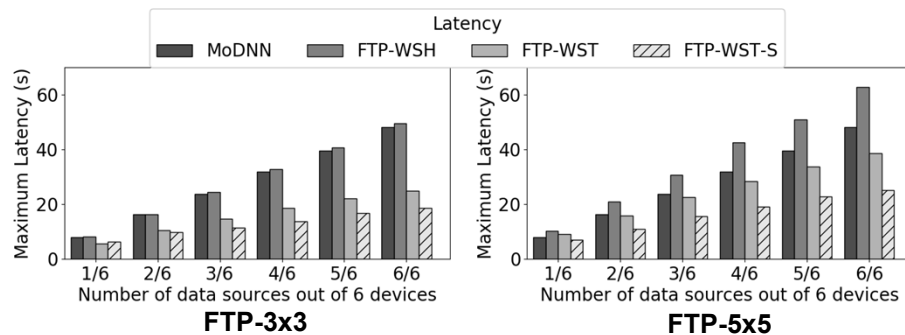 Latency
MoDNN FTP-WSH FTP-WST FTP-WST-S
Maximum Latency (s)
60
40
20
0
1/6 2/6 3/6 4/6 5/6 6/6
Number of data sources out of 6 devices
FTP-3x3
Maximum Latency (s)
60
40
20
0
1/6 2/6 3/6 4/6 5/6 6/6
Number of data sources out of 6 devices
FTP-5x5